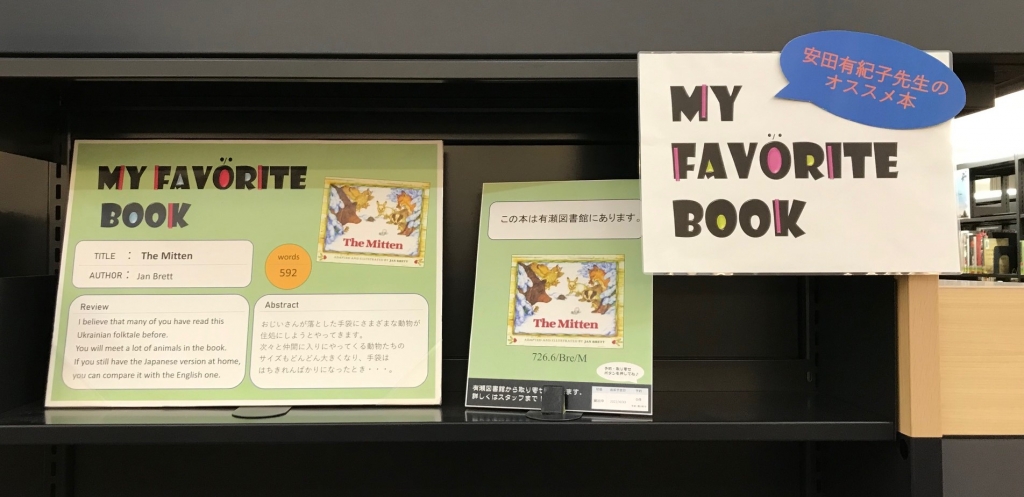 MY FAVORITE
BOOK
TITLE : The Mitten
AUTHOR : Jan Brett
words
592
The Mitten
Review
I believe that many of you have read this
Ukrainian folktale before.
You will meet a lot of animals in the book.
If you still have the Japanese version at home,
you can compare it with the English one.
Abstract
おじいさんが落とした手袋にさまざまな動物が
住処にしようとやってきます。
次々と仲間に入りにやってくる動物たちの
サイズもどんどん大きくなり、手袋は
はちきれんばかりになったとき・・・。
この本は有瀬図書館にあります。
The Mitten
726.6/Bre/M
有瀬図書館から取り寄せ
ます。
詳しくはスタッフまで
安田有紀子先生の
オススメ本
MY
FAVORITE
BOOK